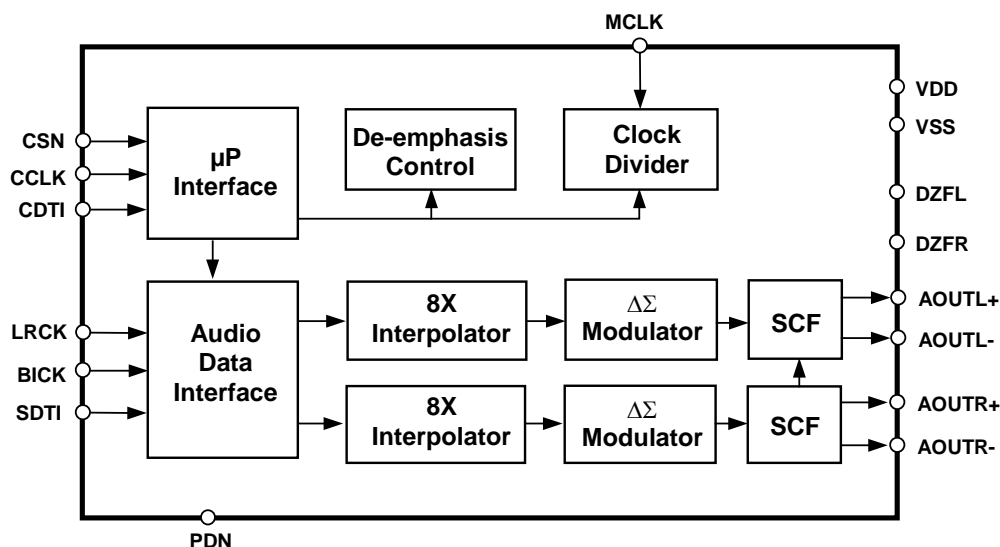 MCLK
VDD
VSS
DZFL
DZFR
CSN
CCLK
CDTI
µP
Interface
De-emphasis
Control
Clock
Divider
LRCK
BICK
SDTI
Audio
Data
Interface
8X
Interpolator
ΔΣ
Modulator
SCF
AOUTL+
AOUTL-
8X
Interpolator
ΔΣ
Modulator
SCF
AOUTR+
AOUTR-
PDN